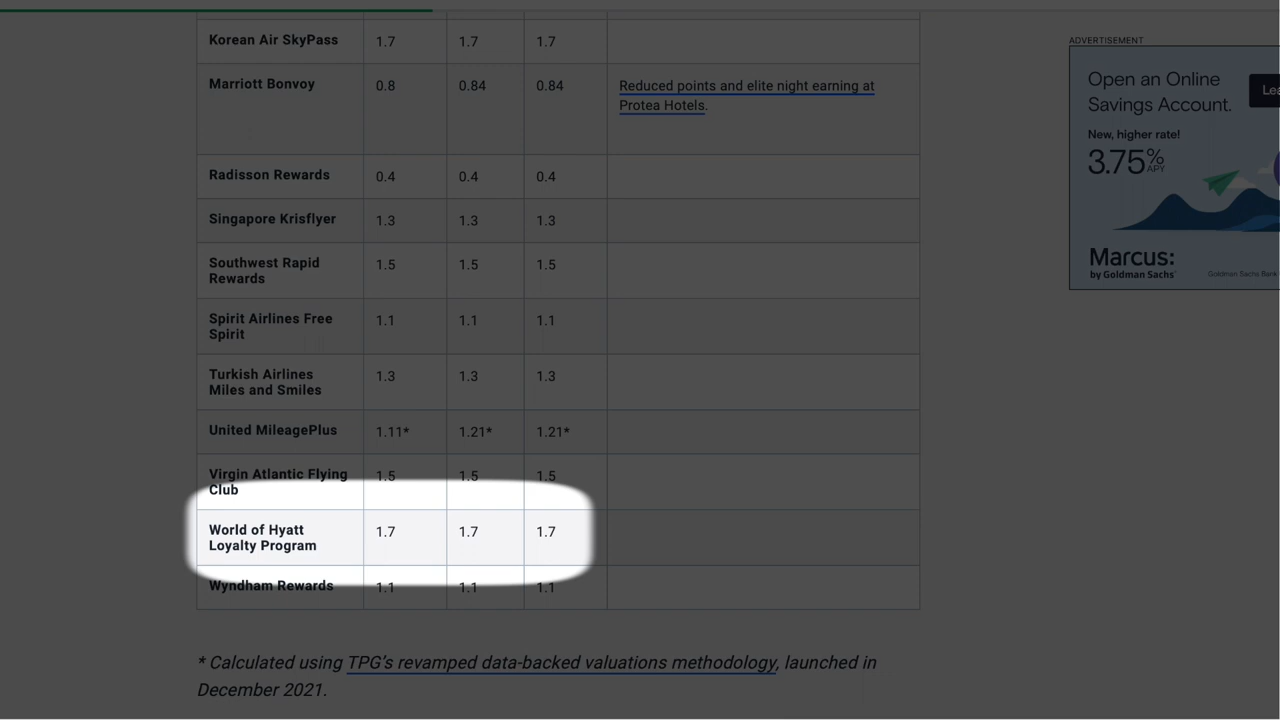 Korean Air SkyPass 1.7 1.7 1.7
ADVERTISEMENT
Open an Online
Savings Account.
Lea
New, higher rate!
3.75% APY
Marcus:
by Goldman Sachs
Goldman Sachs Bank
Marriott Bonvoy 0.8 0.84 0.84 Reduced points and elite night earning at
Protea Hotels.
Radisson Rewards 0.4 0.4 0.4
Singapore Krisflyer 1.3 1.3 1.3
Southwest Rapid 1.5 1.5 1.5
Rewards
Spirit Airlines Free 1.1 1.1 1.1
Spirit
Turkish Airlines 1.3 1.3 1.3
Miles and Smiles
United MileagePlus 1.11* 1.21* 1.21*
Virgin Atlantic Flying 1.5 1.5 1.5
Club
World of Hyatt 1.7 1.7 1.7
Loyalty Program
Wyndham Rewards 1.1 1.1 1.1
* Calculated using TPG's revamped data-backed valuations methodology, launched in
December 2021.